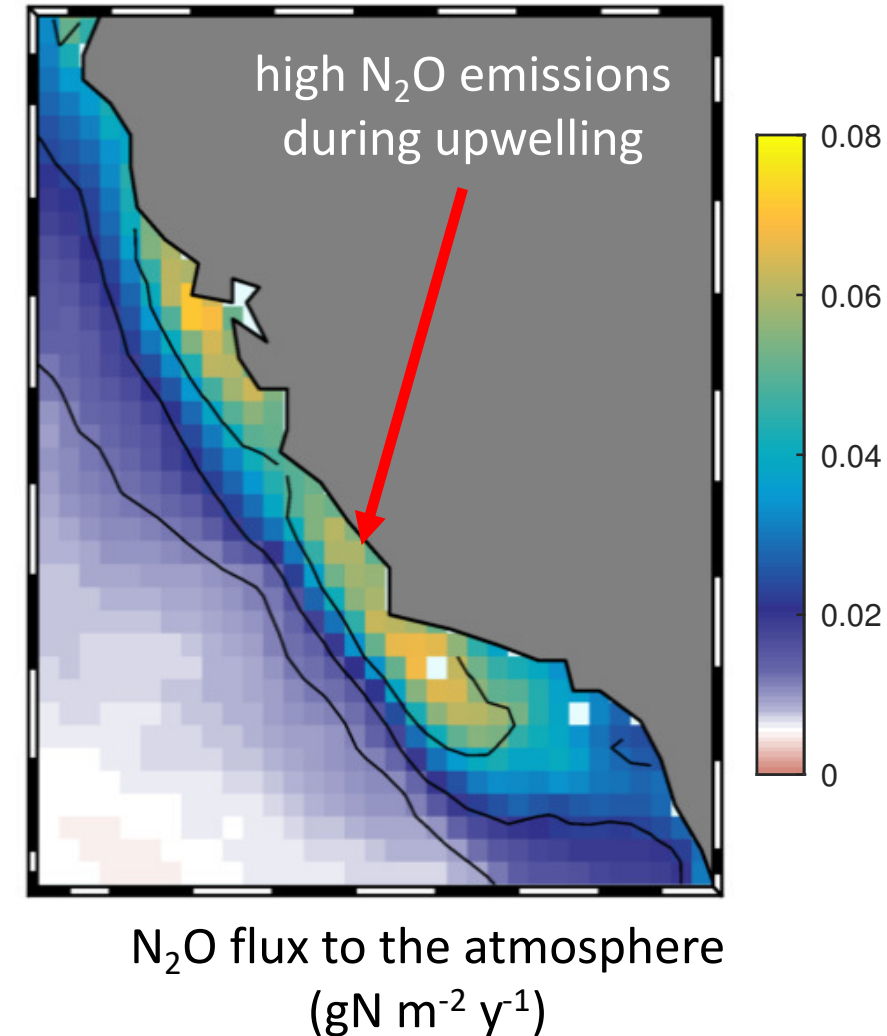 high N₂O emissions
during upwelling
0.08
0.06
0.04
0.02
0
N₂O flux to the atmosphere
(gN m⁻² y⁻¹)